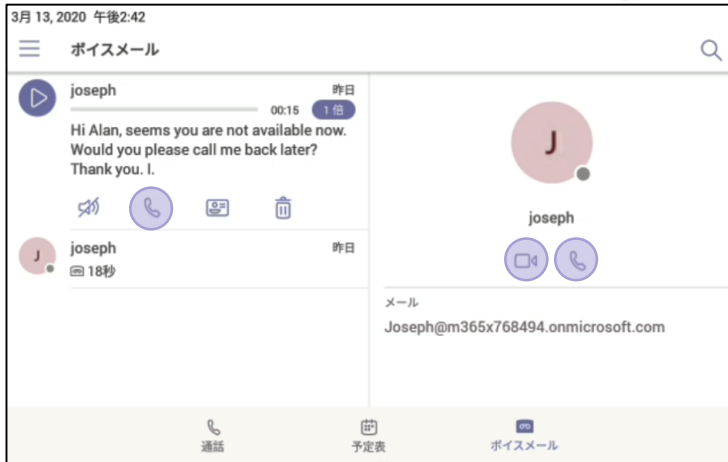 3月 13, 2020 午後2:42
ボイスメール
joseph 昨日
00:15 1 倍
Hi Alan, seems you are not available now.
Would you please call me back later?
Thank you. I.
J joseph 昨日
18秒
J
joseph
メール
Joseph@m365x768494.onmicrosoft.com
通話 予定表 ボイスメール